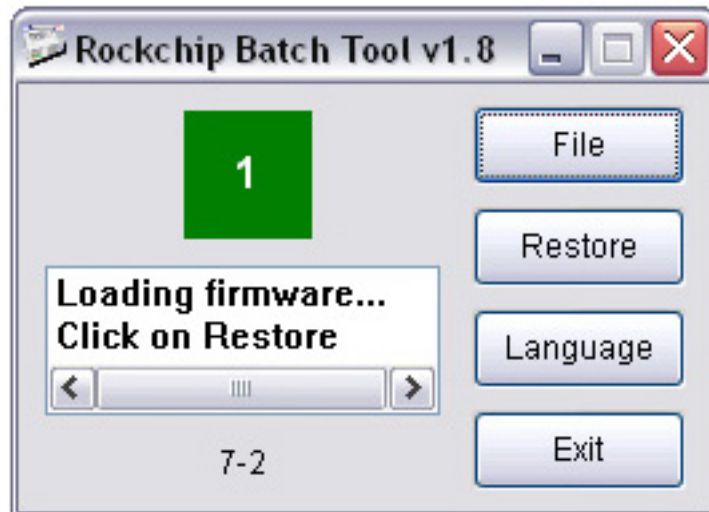 Rockchip Batch Tool v1.8
1
File
Restore
Loading firmware...
Click on Restore
Language
7-2
Exit